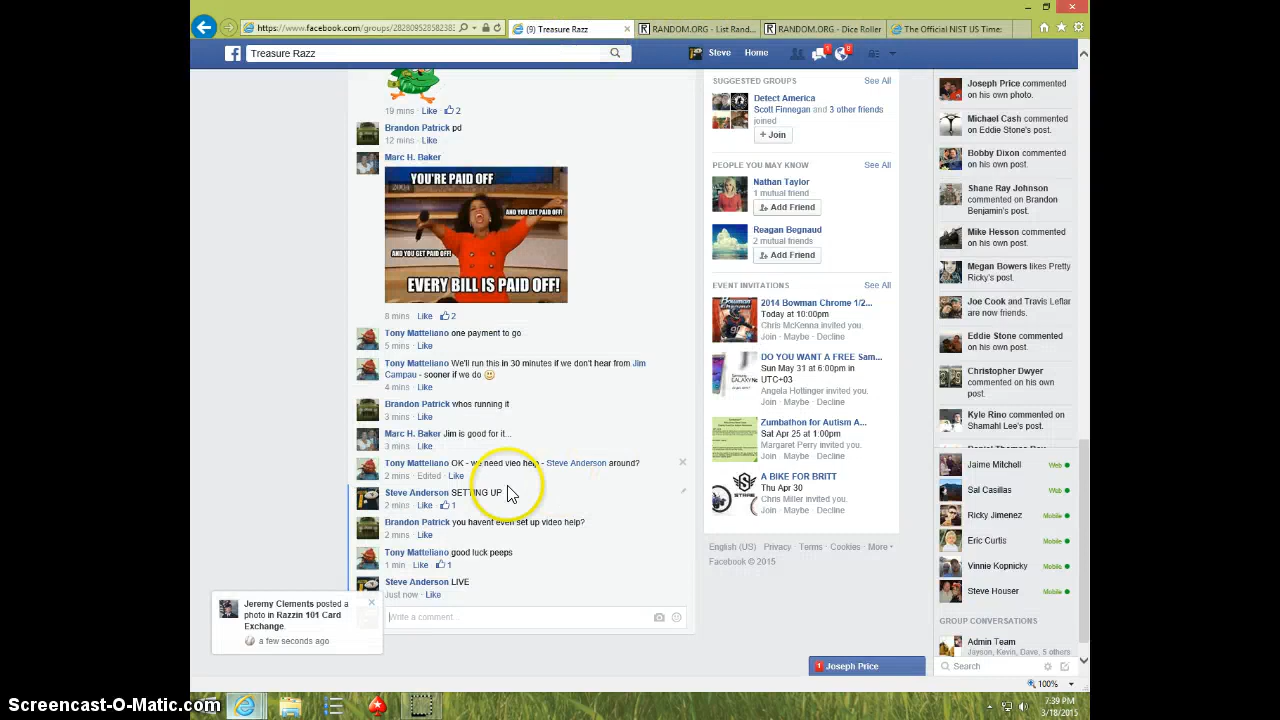 https://www.facebook.com/groups/282809528582383
(9) Treasure Razz
RANDOM.ORG - List Rand...
RANDOM.ORG - Dice Roller
The Official NIST US Time:
Treasure Razz
Steve
Home
1
8
19 mins · Like · 2
Brandon Patrick pd
12 mins · Like
Marc H. Baker
YOU'RE PAID OFF
2004
AND YOU GET PAID OFF!
AND YOU GET PAID OFF!
EVERY BILL IS PAID OFF!
8 mins · Like · 2
Tony Matteliano one payment to go
5 mins · Like
Tony Matteliano We'll run this in 30 minutes if we don't hear from Jim
Campau - sooner if we do
4 mins · Like
Brandon Patrick whos running it
3 mins · Like
Marc H. Baker Jim is good for it...
3 mins · Like
Tony Matteliano OK - we need vieo help - Steve Anderson around?
2 mins · Edited · Like
Steve Anderson SETTING UP
2 mins · Like · 1
Brandon Patrick you havent even set up video help?
2 mins · Like
Tony Matteliano good luck peeps
1 min · Like · 1
Steve Anderson LIVE
Just now · Like
Write a comment...
Jeremy Clements posted a
photo in Razzin 101 Card
Exchange.
a few seconds ago
SUGGESTED GROUPS
See All
Detect America
Scott Finnegan and 3 other friends
joined
+ Join
PEOPLE YOU MAY KNOW
See All
Nathan Taylor
1 mutual friend
Add Friend
Reagan Begnaud
2 mutual friends
Add Friend
EVENT INVITATIONS
See All
2014 Bowman Chrome 1/2...
Today at 10:00pm
Chris McKenna invited you.
Join · Maybe · Decline
DO YOU WANT A FREE Sam...
Sun May 31 at 6:00pm in
UTC+03
Angela Hottinger invited you.
Join · Maybe · Decline
Zumbathon for Autism A...
Sat Apr 25 at 1:00pm
Margaret Perry invited you.
Join · Maybe · Decline
A BIKE FOR BRITT
Thu Apr 30
Chris Miller invited you.
Join · Maybe · Decline
English (US) · Privacy · Terms · Cookies · More
Facebook © 2015
Joseph Price commented
on his own photo.
Michael Cash commented
on Eddie Stone's post.
Bobby Dixon commented
on his own post.
Shane Ray Johnson
commented on Brandon
Benjamin's post.
Mike Hesson commented
on his own post.
Megan Bowers likes Pretty
Ricky's post.
Joe Cook and Travis Leflar
are now friends.
Eddie Stone commented
on his own post.
Christopher Dwyer
commented on his own
post.
Kyle Rino commented on
Shamahl Lee's post.
Jaime Mitchell Web
Sal Casillas Web
Ricky Jimenez Mobile
Eric Curtis Mobile
Vinnie Kopnicky Mobile
Steve Houser Mobile
GROUP CONVERSATIONS
Admin Team
Jayson, Kevin, Dave, 5 others
1 Joseph Price
Search
100%
7:39 PM
3/18/2015
Screencast-O-Matic.com